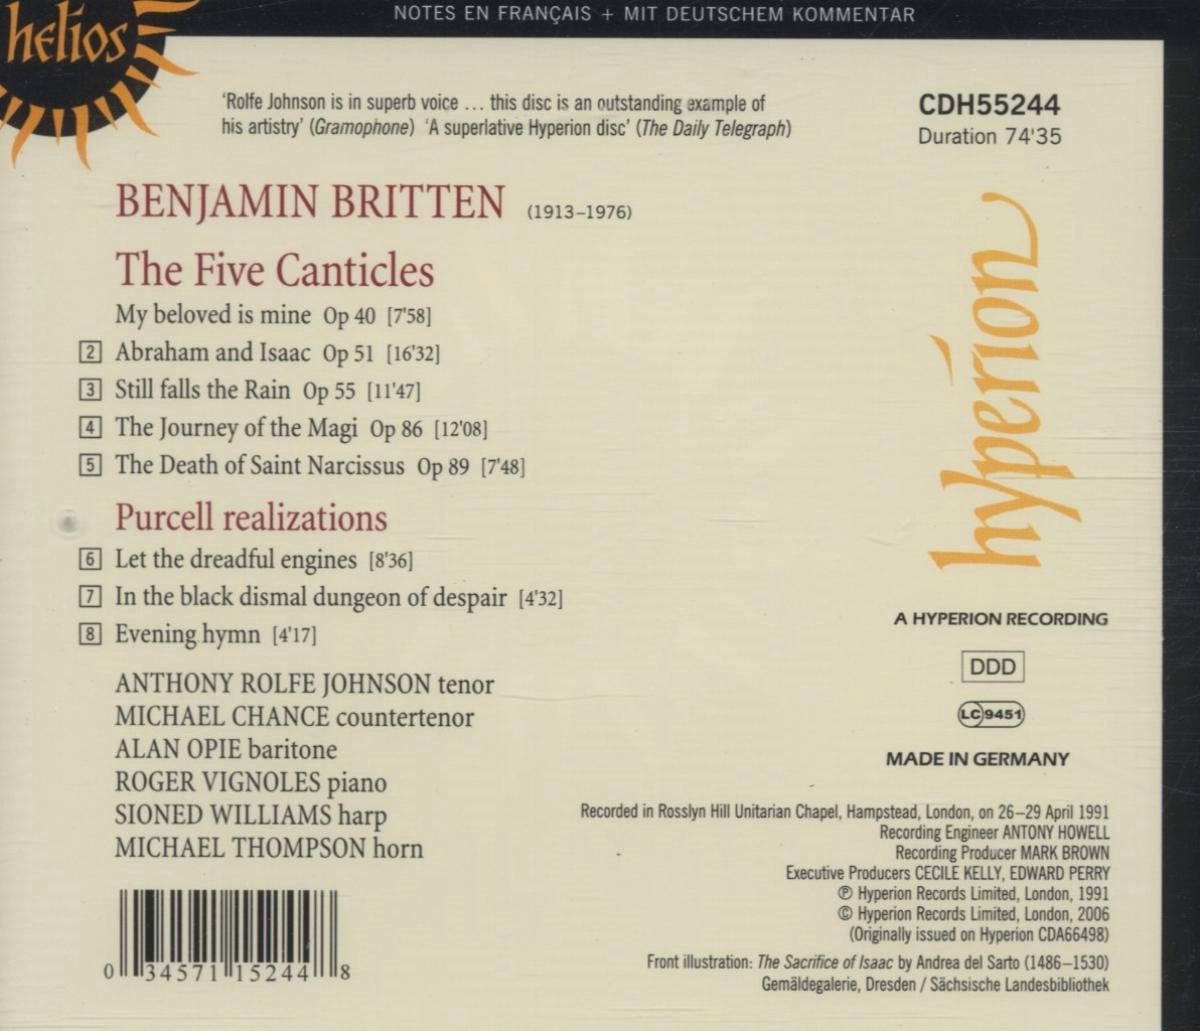 NOTES EN FRANÇAIS + MIT DEUTSCHEM KOMMENTAR
helios
‘Rolfe Johnson is in superb voice … this disc is an outstanding example of
his artistry’ (Gramophone) ‘A superlative Hyperion disc’ (The Daily Telegraph)
CDH55244
Duration 74'35
BENJAMIN BRITTEN (1913–1976)
The Five Canticles
My beloved is mine Op 40 [7'58]
2 Abraham and Isaac Op 51 [16'32]
3 Still falls the Rain Op 55 [11'47]
4 The Journey of the Magi Op 86 [12'08]
5 The Death of Saint Narcissus Op 89 [7'48]
Purcell realizations
6 Let the dreadful engines [8'36]
7 In the black dismal dungeon of despair [4'32]
8 Evening hymn [4'17]
ANTHONY ROLFE JOHNSON tenor
MICHAEL CHANCE countertenor
ALAN OPIE baritone
ROGER VIGNOLES piano
SIONED WILLIAMS harp
MICHAEL THOMPSON horn
0 34571 15244 8
hyperion
A HYPERION RECORDING
DDD
LC 9451
MADE IN GERMANY
Recorded in Rosslyn Hill Unitarian Chapel, Hampstead, London, on 26–29 April 1991
Recording Engineer ANTONY HOWELL
Recording Producer MARK BROWN
Executive Producers CECILE KELLY, EDWARD PERRY
℗ Hyperion Records Limited, London, 1991
© Hyperion Records Limited, London, 2006
(Originally issued on Hyperion CDA66498)
Front illustration: The Sacrifice of Isaac by Andrea del Sarto (1486–1530)
Gemäldegalerie, Dresden / Sächsische Landesbibliothek